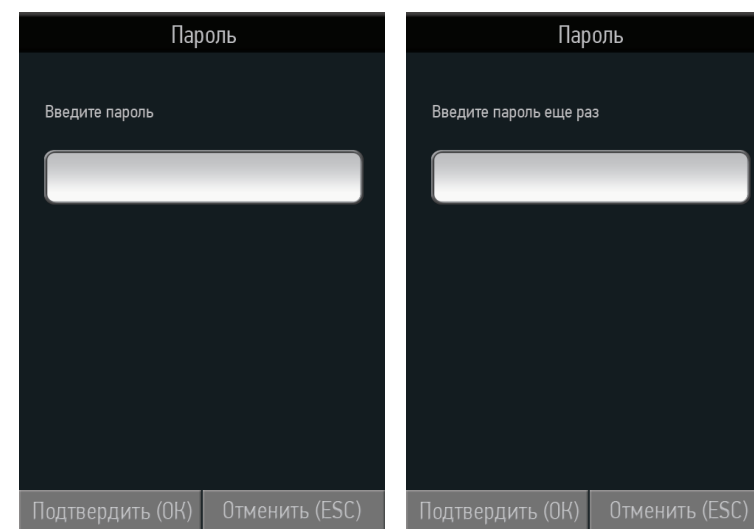 Пароль
Введите пароль
Подтвердить (OK) Отменить (ESC)
Пароль
Введите пароль еще раз
Подтвердить (OK) Отменить (ESC)